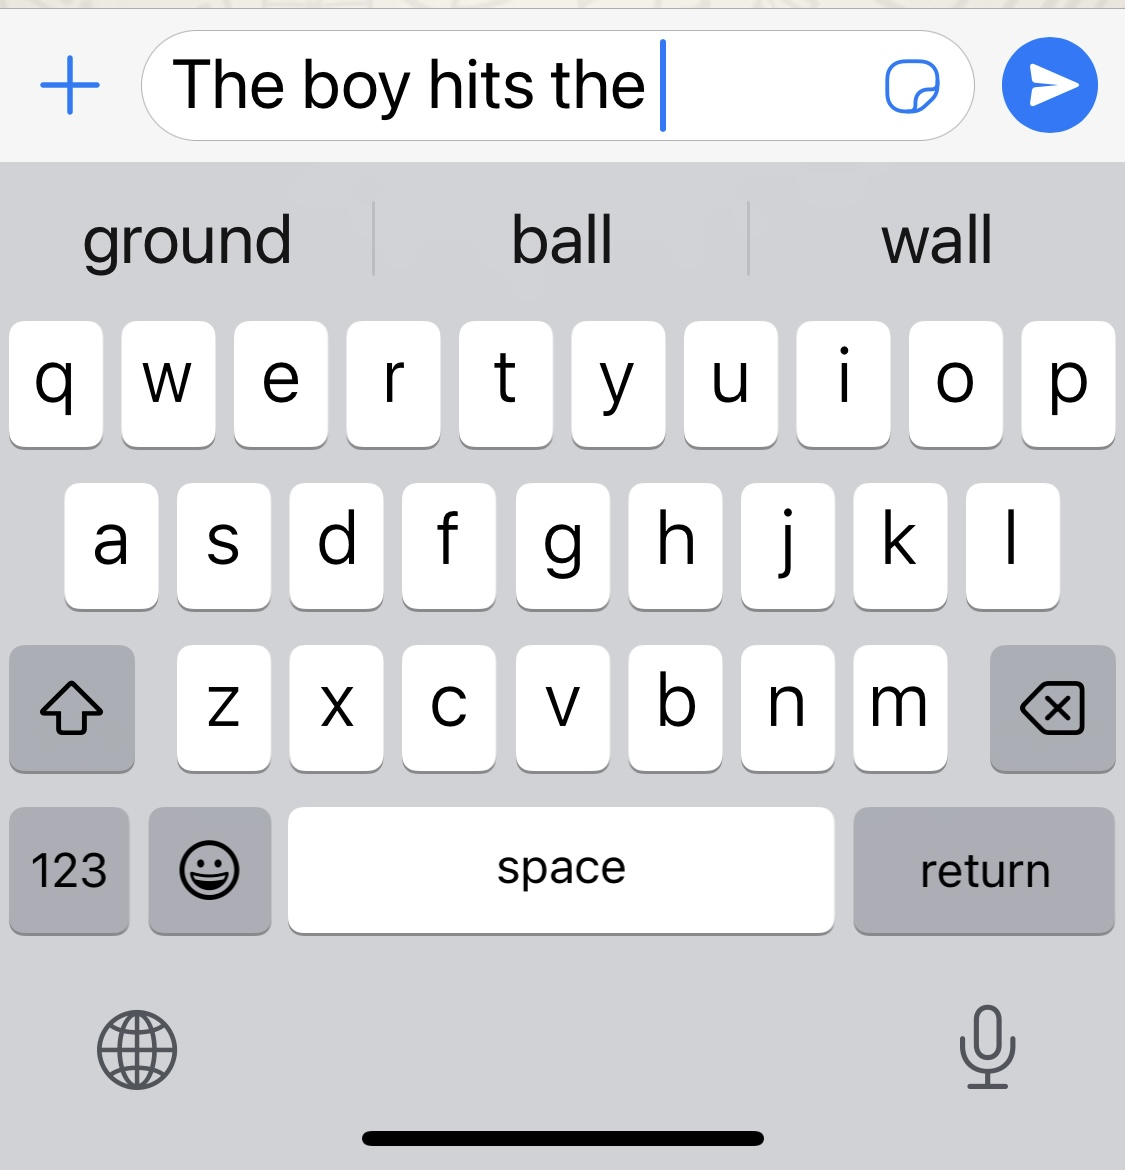 The boy hits the
ground ball wall
q w e r t y u i o p
a s d f g h j k l
z x c v b n m
123 space return